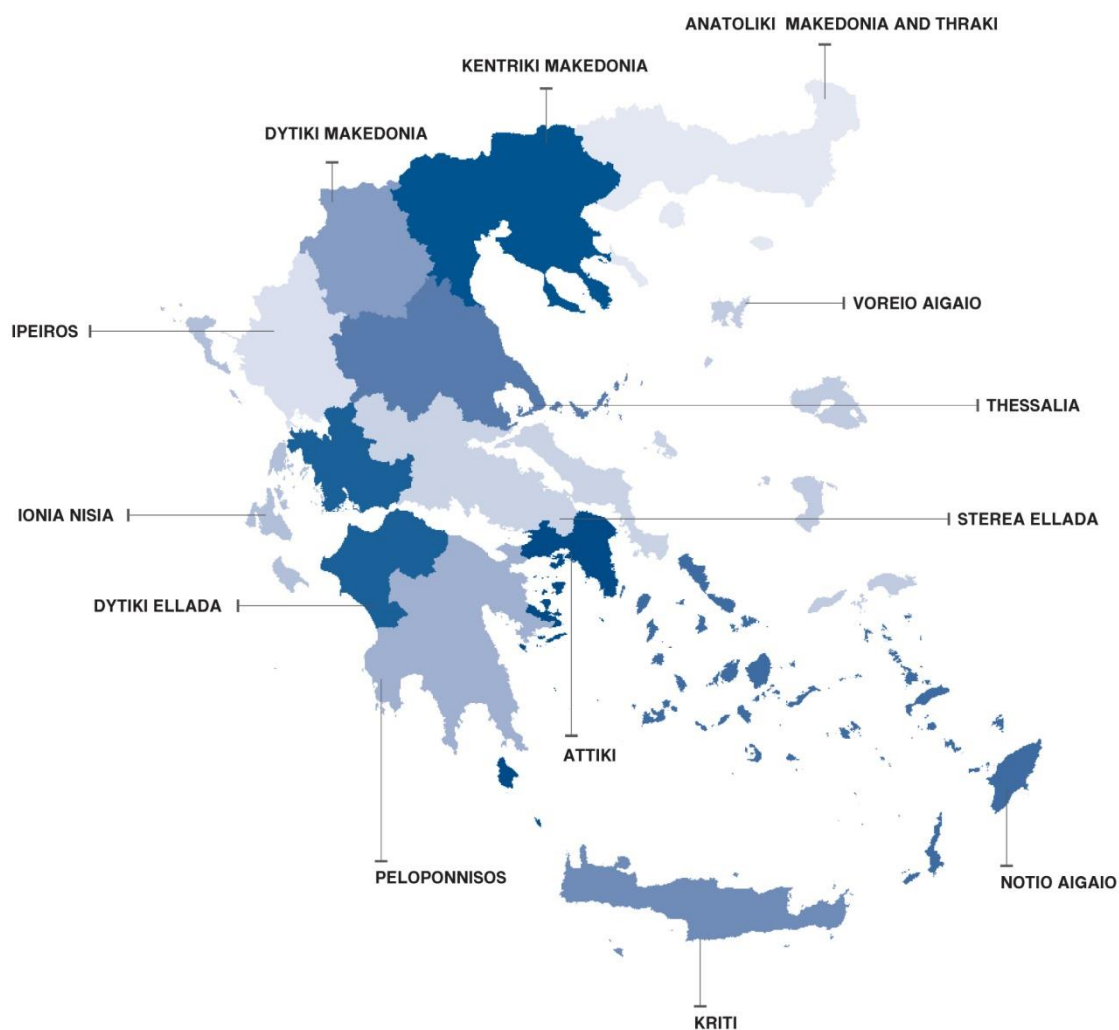 ANATOLIKI MAKEDONIA AND THRAKI
KENTRIKI MAKEDONIA
DYTIKI MAKEDONIA
VOREIO AIGAIO
IPEIROS
THESSALIA
IONIA NISIA
STEREA ELLADA
DYTIKI ELLADA
ATTIKI
PELOPONNISOS
NOTIO AIGAIO
KRITI